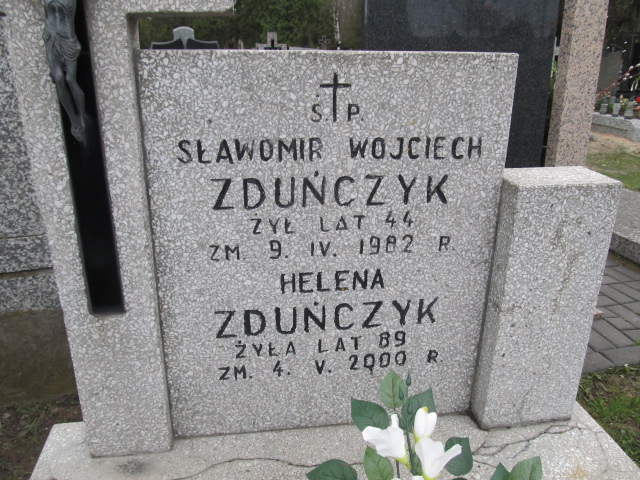 Ś P
SŁAWOMIR WOJCIECH
ZDUŃCZYK
ŻYŁ LAT 44
ZM 9. IV. 1982 R.
HELENA
ZDUŃCZYK
ŻYŁA LAT 89
ZM. 4. V. 2000 R.